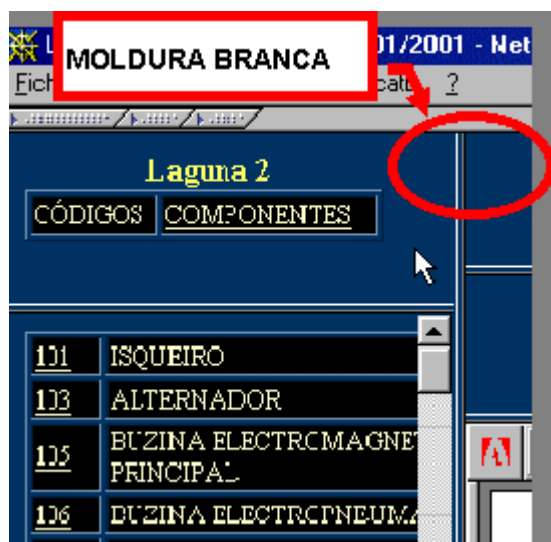 L 01/2001 - Net
MOLDURA BRANCA
Fich ?
Laguna 2
CÓDIGOS COMPONENTES
101 ISQUEIRO
103 ALTERNADOR
105 BUZINA ELECTROMAGNET
PRINCIPAL
106 BUZINA ELECTROPNEUMA